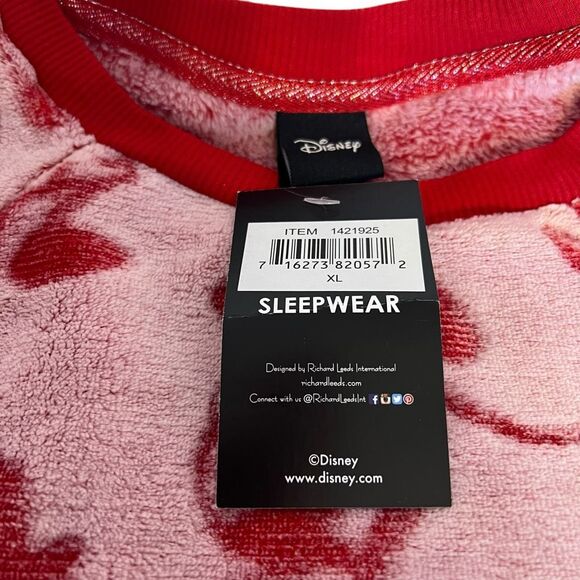 Disney
ITEM 1421925
7 16273 82057 2
XL
SLEEPWEAR
Designed by Richard Leeds International
richardleeds.com
Connect with us @RichardLeedsInt
©Disney
www.disney.com